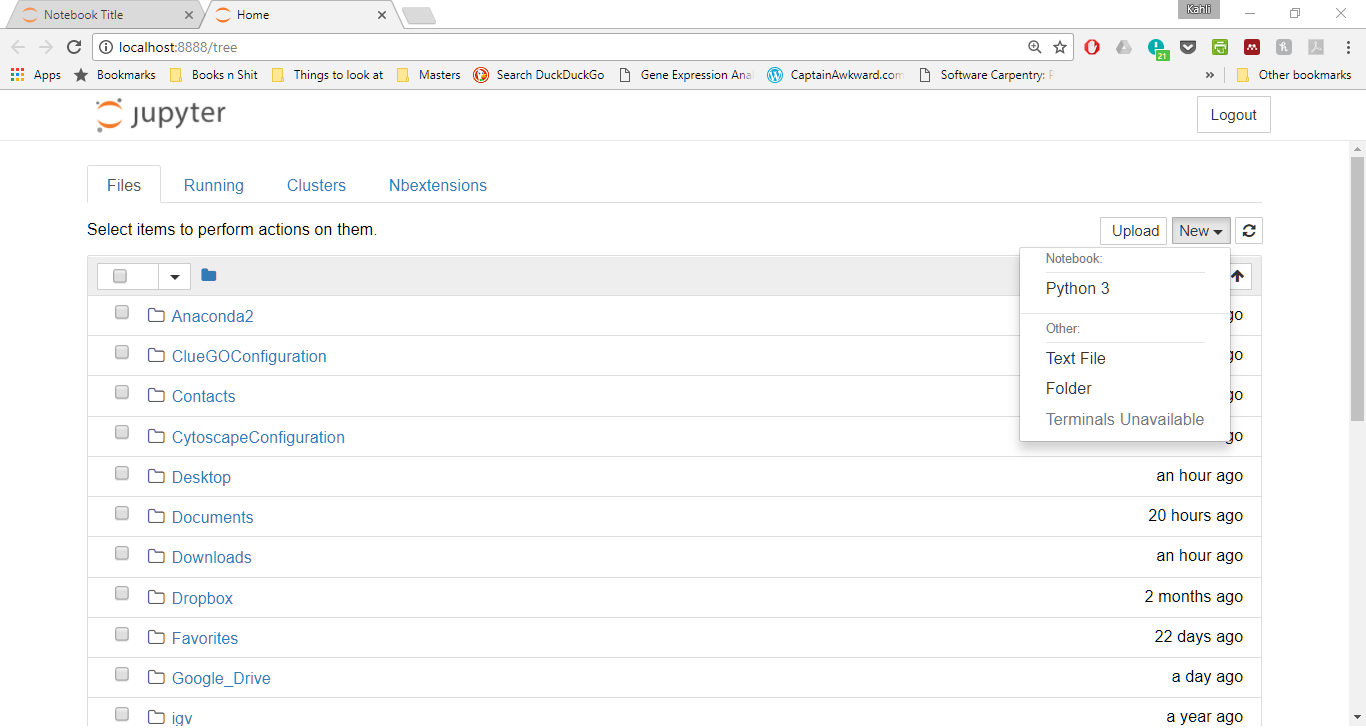 Notebook Title
Home
Kahli
localhost:8888/tree
21
Apps
Bookmarks
Books n Shit
Things to look at
Masters
Search DuckDuckGo
Gene Expression Ana
CaptainAwkward.com
Software Carpentry:
»
Other bookmarks
jupyter
Logout
Files
Running
Clusters
Nbextensions
Select items to perform actions on them.
Upload
New
Notebook:
Python 3
Other:
Text File
Folder
Terminals Unavailable
Anaconda2
go
ClueGOConfiguration
go
Contacts
go
CytoscapeConfiguration
go
Desktop
an hour ago
Documents
20 hours ago
Downloads
an hour ago
Dropbox
2 months ago
Favorites
22 days ago
Google_Drive
a day ago
igv
a year ago